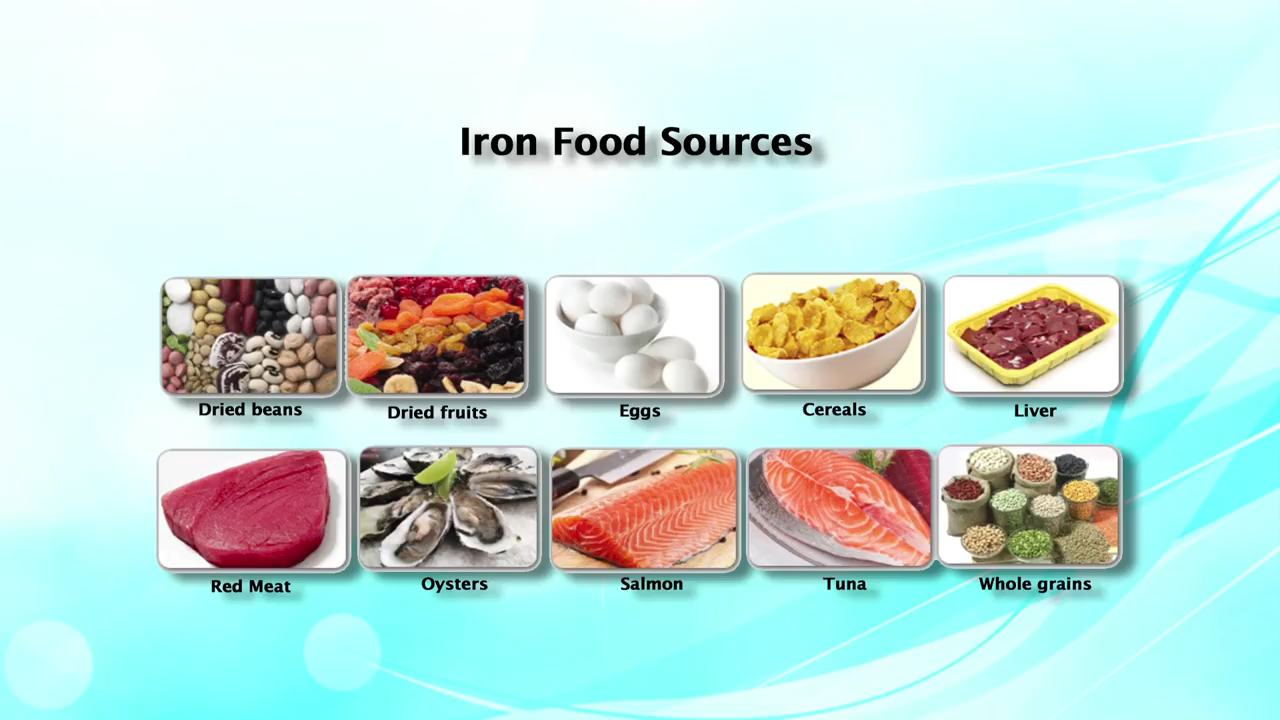 Iron Food Sources
Dried beans
Dried fruits
Eggs
Cereals
Liver
Red Meat
Oysters
Salmon
Tuna
Whole grains